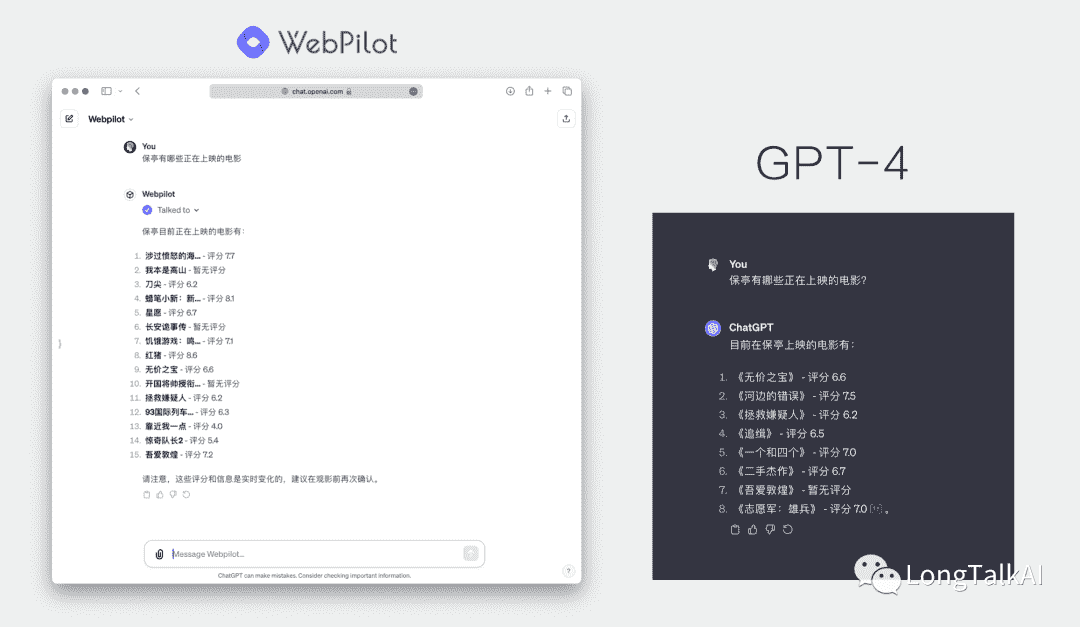 WebPilot
chat.openai.com
Webpilot
You
保亭有哪些正在上映的电影
Webpilot
Talked to
保亭目前正在上映的电影有:
1. 涉过愤怒的海... - 评分 7.7
2. 我本是高山 - 暂无评分
3. 刀尖 - 评分 6.2
4. 蜡笔小新：新... - 评分 8.1
5. 星愿 - 评分 6.7
6. 长安诡事传 - 暂无评分
7. 饥饿游戏：鸣... - 评分 7.1
8. 红猪 - 评分 8.6
9. 无价之宝 - 评分 6.6
10. 开国将帅授衔... - 暂无评分
11. 拯救嫌疑人 - 评分 6.2
12. 93国际列车... - 评分 6.3
13. 靠近我一点 - 评分 4.0
14. 惊奇队长2 - 评分 5.4
15. 吾爱敦煌 - 评分 7.2
请注意，这些评分和信息是实时变化的，建议在观影前再次确认。
Message Webpilot...
ChatGPT can make mistakes. Consider checking important information.
?
GPT-4
You
保亭有哪些正在上映的电影?
ChatGPT
目前在保亭上映的电影有：
1. 《无价之宝》 - 评分 6.6
2. 《河边的错误》 - 评分 7.5
3. 《拯救嫌疑人》 - 评分 6.2
4. 《追缉》 - 评分 6.5
5. 《一个和四个》 - 评分 7.0
6. 《二手杰作》 - 评分 6.7
7. 《吾爱敦煌》 - 暂无评分
8. 《志愿军：雄兵》 - 评分 7.0 。
LongTalkAI